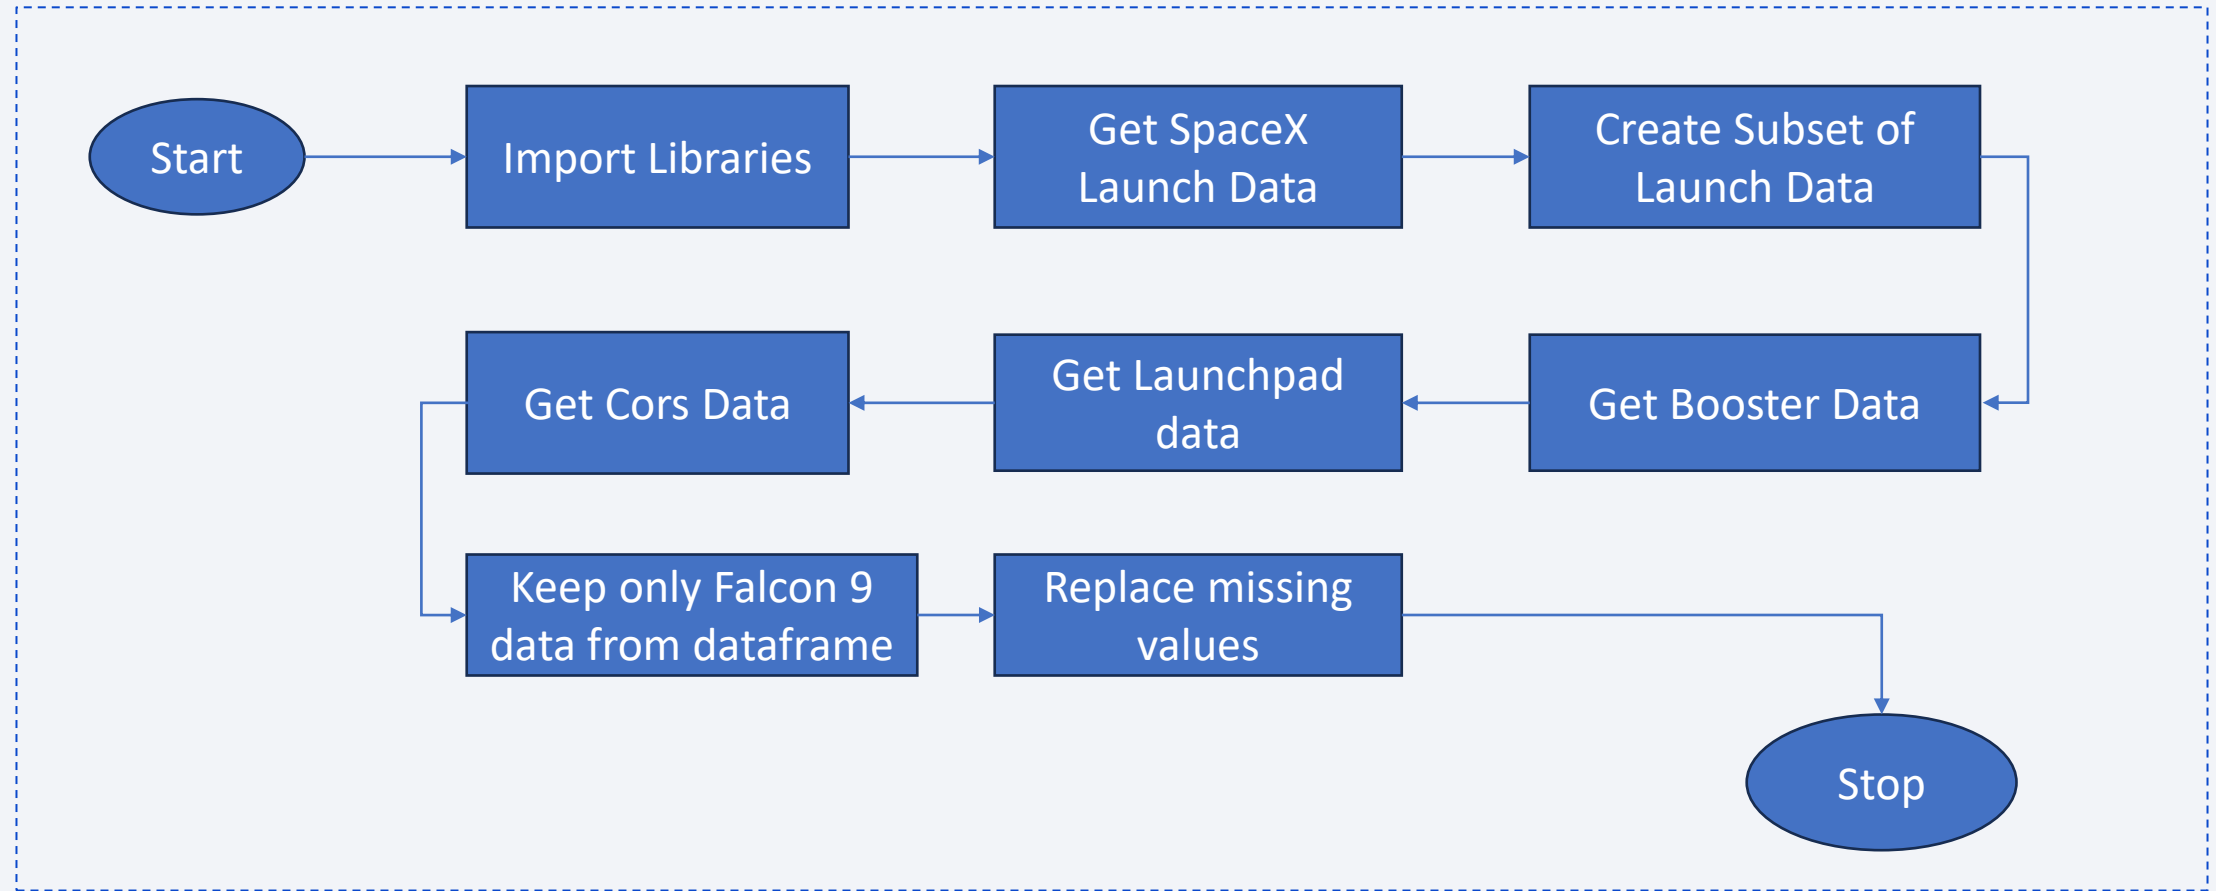 Start
Import Libraries
Get SpaceX
Launch Data
Create Subset of
Launch Data
Get Booster Data
Get Launchpad
data
Get Cors Data
Keep only Falcon 9
data from dataframe
Replace missing
values
Stop